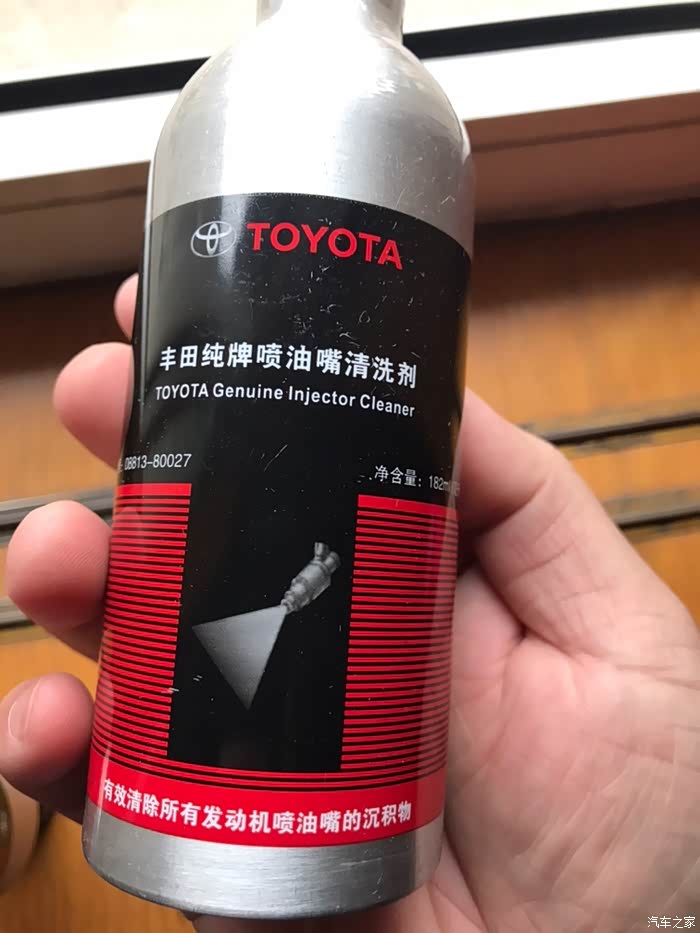 TOYOTA
丰田纯牌喷油嘴清洗剂
TOYOTA Genuine Injector Cleaner
08813-80027
净含量：182ml
有效清除所有发动机喷油嘴的沉积物
汽车之家